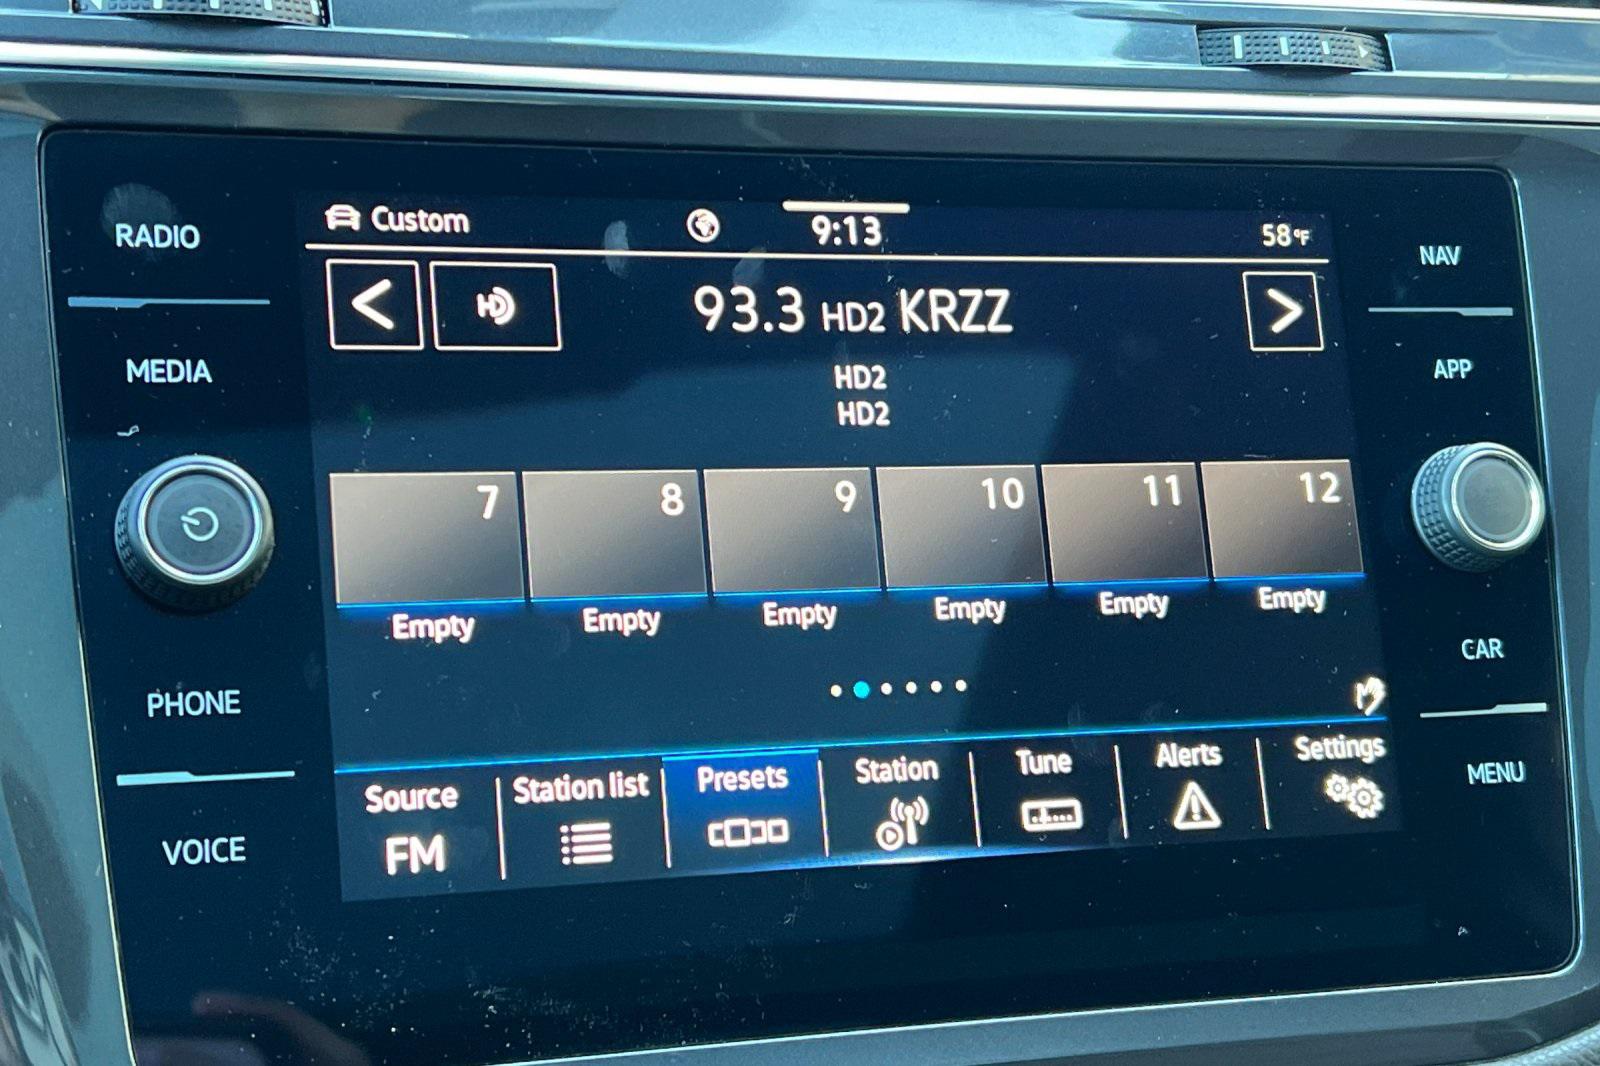 RADIO
MEDIA
PHONE
VOICE
Custom
9:13
58°F
HD
93.3 HD2 KRZZ
HD2
HD2
7 8 9 10 11 12
Empty Empty Empty Empty Empty Empty
Source Station list Presets Station Tune Alerts Settings
FM
NAV
APP
CAR
MENU